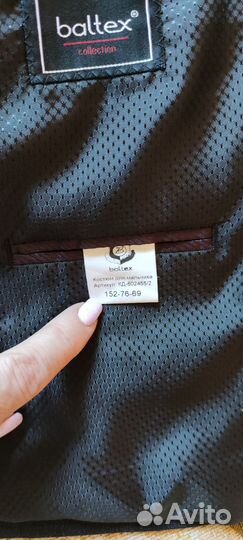 baltex®
collection
baltex
Костюм для мальчика
Артикул: КД-602455/2
152-76-69
Avito